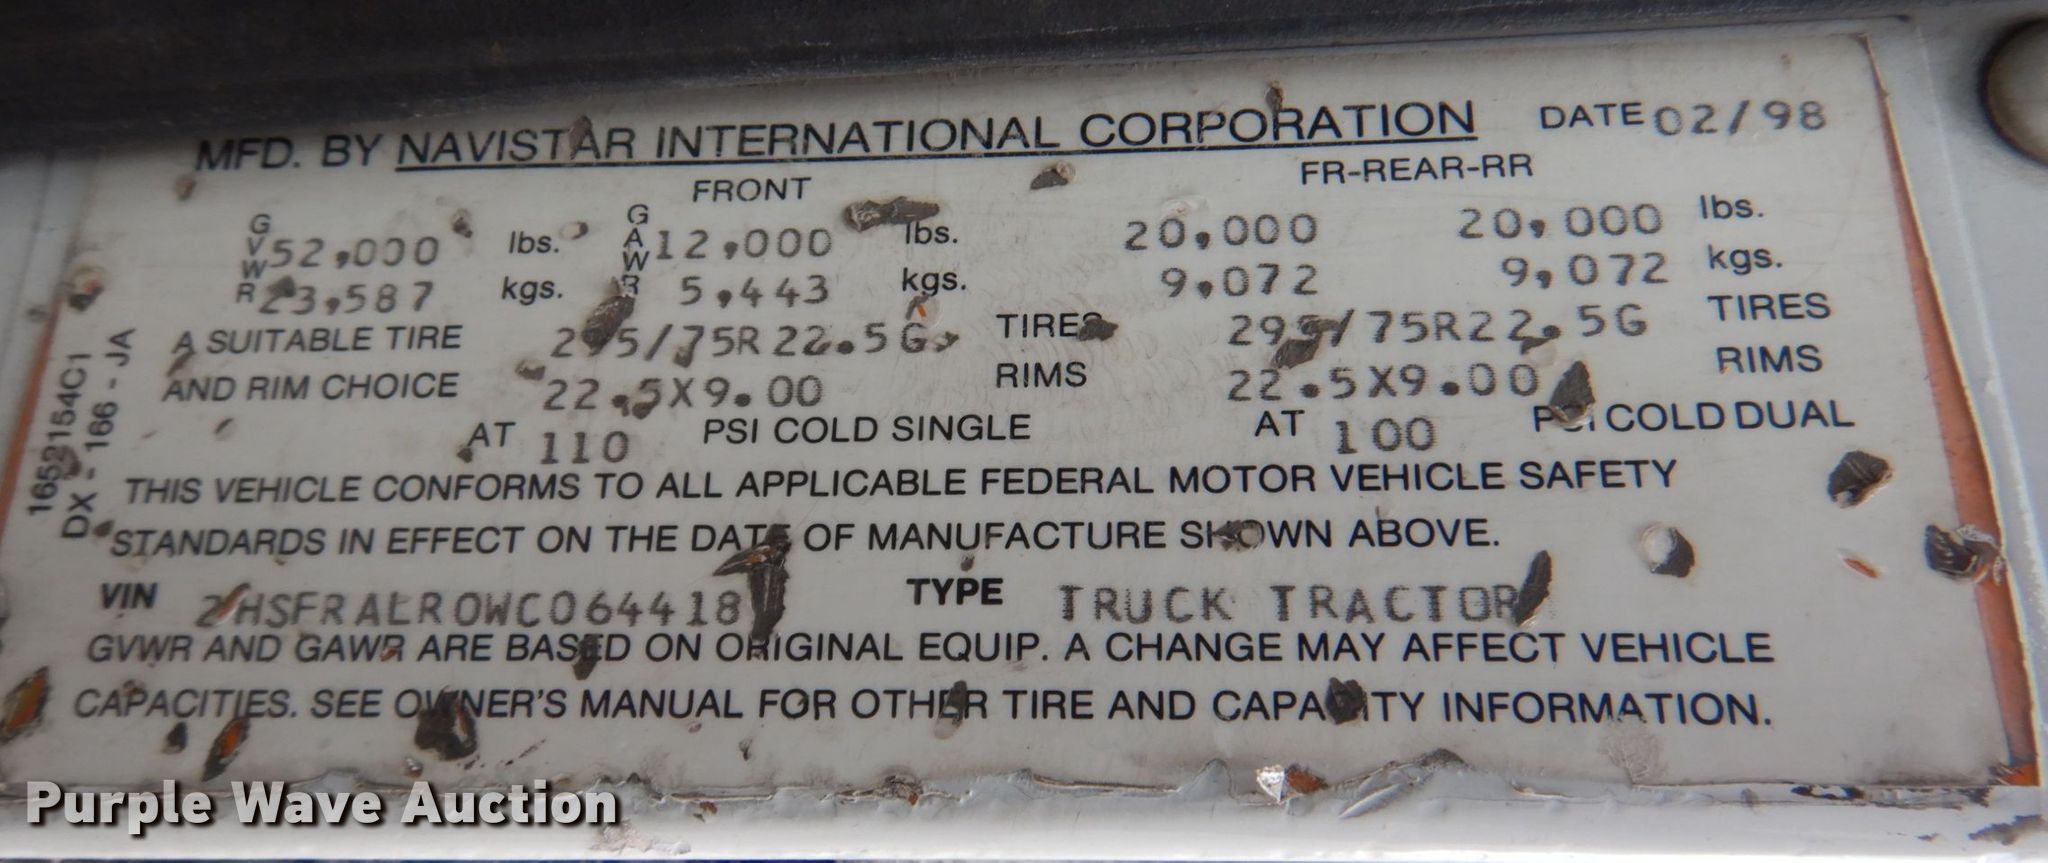 MFD. BY NAVISTAR INTERNATIONAL CORPORATION DATE 02/98
FRONT FR-REAR-RR
GVWR 52,000 lbs. GAWR 12,000 lbs. 20,000 20,000 lbs.
23,587 kgs. 5,443 kgs. 9,072 9,072 kgs.
A SUITABLE TIRE 295/75R22.5G TIRES 295/75R22.5G TIRES
AND RIM CHOICE 22.5X9.00 RIMS 22.5X9.00 RIMS
AT 110 PSI COLD SINGLE AT 100 PSI COLD DUAL
THIS VEHICLE CONFORMS TO ALL APPLICABLE FEDERAL MOTOR VEHICLE SAFETY
STANDARDS IN EFFECT ON THE DATE OF MANUFACTURE SHOWN ABOVE.
VIN 2HSFRALR0WC064418 TYPE TRUCK TRACTOR
GVWR AND GAWR ARE BASED ON ORIGINAL EQUIP. A CHANGE MAY AFFECT VEHICLE
CAPACITIES. SEE OWNER'S MANUAL FOR OTHER TIRE AND CAPACITY INFORMATION.
1652154C1
DX - 166 - JA
Purple Wave Auction